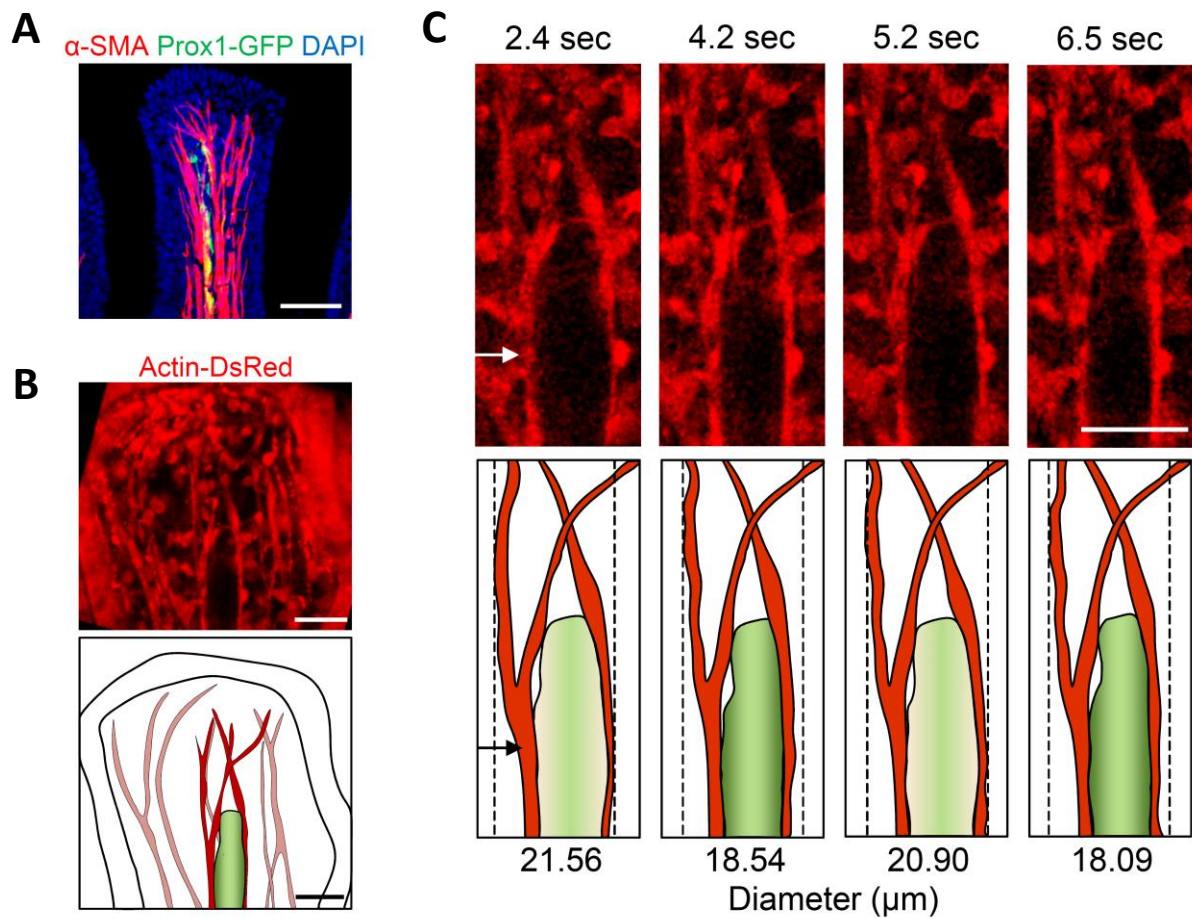 A
α-SMA Prox1-GFP DAPI
B
Actin-DsRed
C
2.4 sec 4.2 sec 5.2 sec 6.5 sec
21.56 18.54 20.90 18.09
Diameter (μm)